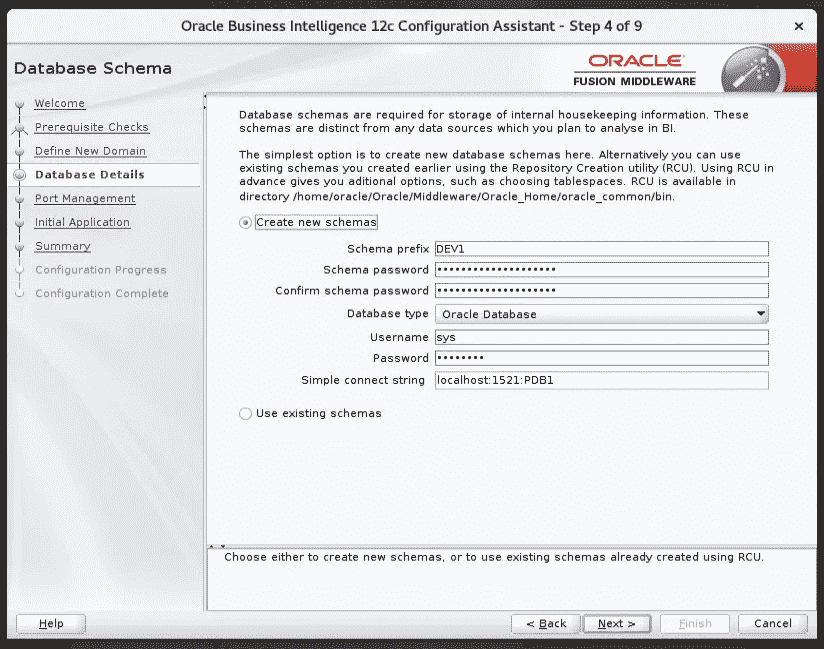 Oracle Business Intelligence 12c Configuration Assistant - Step 4 of 9
×
Database Schema
ORACLE
FUSION MIDDLEWARE
Welcome
Prerequisite Checks
Define New Domain
Database Details
Port Management
Initial Application
Summary
Configuration Progress
Configuration Complete
Database schemas are required for storage of internal housekeeping information. These
schemas are distinct from any data sources which you plan to analyse in BI.
The simplest option is to create new database schemas here. Alternatively you can use
existing schemas you created earlier using the Repository Creation utility (RCU). Using RCU in
advance gives you aditional options, such as choosing tablespaces. RCU is available in
directory /home/oracle/Oracle/Middleware/Oracle_Home/oracle_common/bin.
Create new schemas
Schema prefix DEV1
Schema password ••••••••••••••••••••
Confirm schema password ••••••••••••••••••••
Database type Oracle Database
Username sys
Password ••••••••
Simple connect string localhost:1521:PDB1
Use existing schemas
Choose either to create new schemas, or to use existing schemas already created using RCU.
Help
< Back Next > Finish Cancel